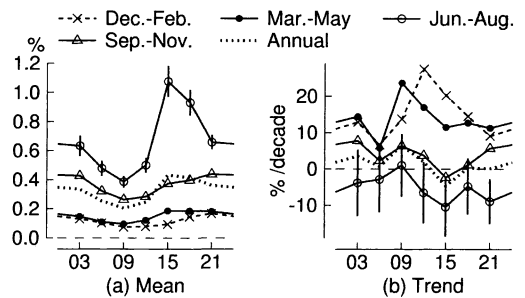 Dec.-Feb. Mar.-May Jun.-Aug.
Sep.-Nov. Annual
%
1.2
1.0
0.8
0.6
0.4
0.2
0.0
03 09 15 21
(a) Mean
% /decade
20
10
0
-10
03 09 15 21
(b) Trend